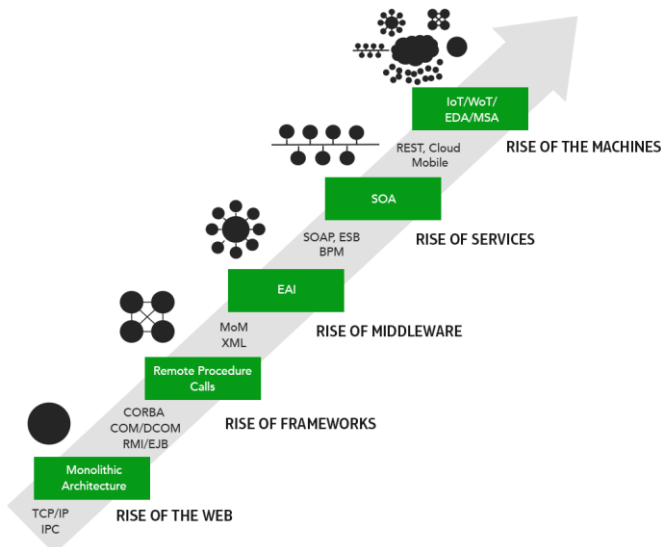 IoT/WoT/
EDA/MSA
REST, Cloud
Mobile
RISE OF THE MACHINES
SOA
SOAP, ESB
BPM
RISE OF SERVICES
EAI
MoM
XML
RISE OF MIDDLEWARE
Remote Procedure
Calls
CORBA
COM/DCOM
RMI/EJB
RISE OF FRAMEWORKS
Monolithic
Architecture
TCP/IP
IPC
RISE OF THE WEB